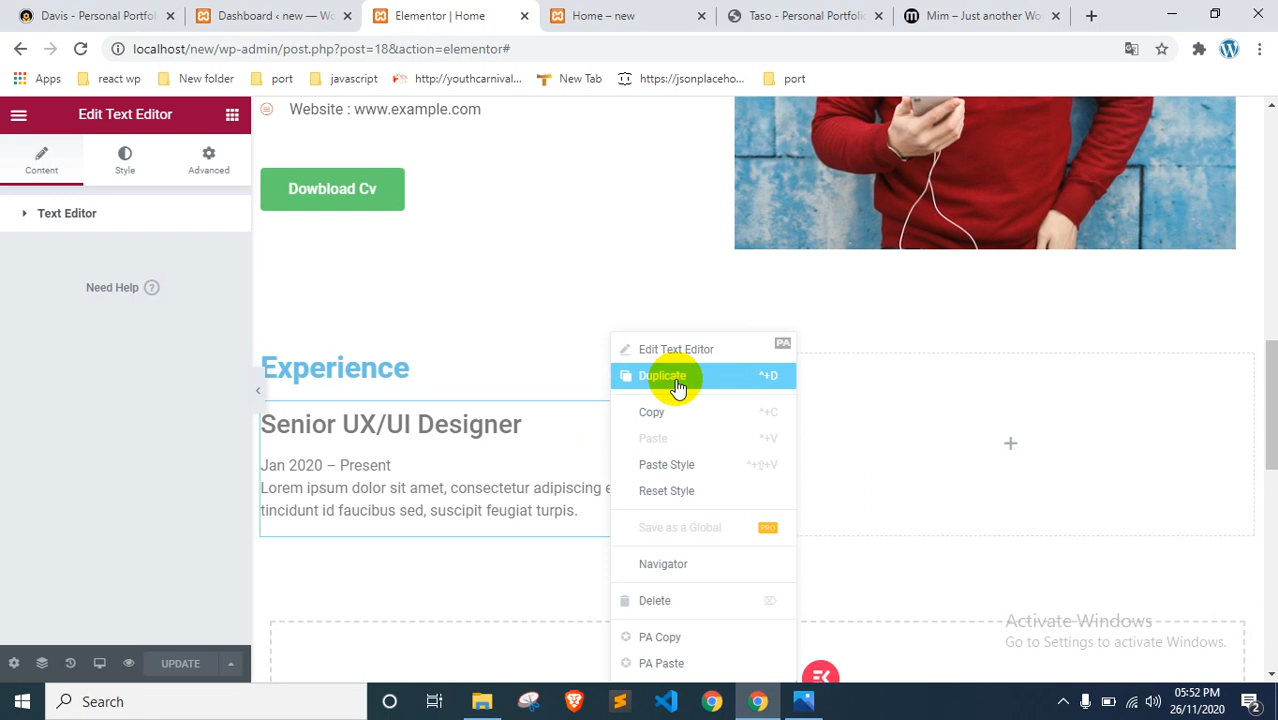 Davis - Personal Portfo
Dashboard ‹ new — Wo
Elementor | Home
Home – new
Taso - Personal Portfolio
Mim – Just another Wo
localhost/new/wp-admin/post.php?post=18&action=elementor#
Apps
react wp
New folder
port
javascript
http://youthcarnival...
New Tab
https://jsonplaceho...
port
Edit Text Editor
Content
Style
Advanced
Text Editor
Need Help ?
UPDATE
Website : www.example.com
Dowbload Cv
Experience
Senior UX/UI Designer
Jan 2020 – Present
Lorem ipsum dolor sit amet, consectetur adipiscing e
tincidunt id faucibus sed, suscipit feugiat turpis.
Edit Text Editor
PA
Duplicate ^+D
Copy ^+C
Paste ^+V
Paste Style ^+⇧+V
Reset Style
Save as a Global PRO
Navigator
Delete
PA Copy
PA Paste
Activate Windows
Go to Settings to activate Windows.
Search
05:52 PM
26/11/2020
2